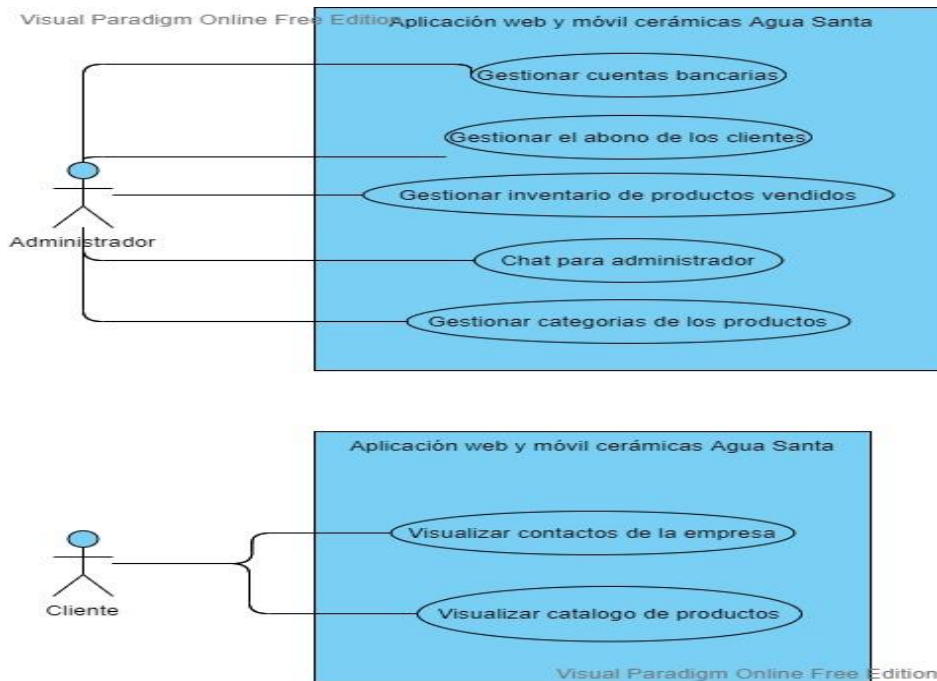 Visual Paradigm Online Free Edition
Aplicación web y móvil cerámicas Agua Santa
Gestionar cuentas bancarias
Gestionar el abono de los clientes
Gestionar inventario de productos vendidos
Administrador
Chat para administrador
Gestionar categorias de los productos
Aplicación web y móvil cerámicas Agua Santa
Visualizar contactos de la empresa
Cliente
Visualizar catalogo de productos
Visual Paradigm Online Free Edition